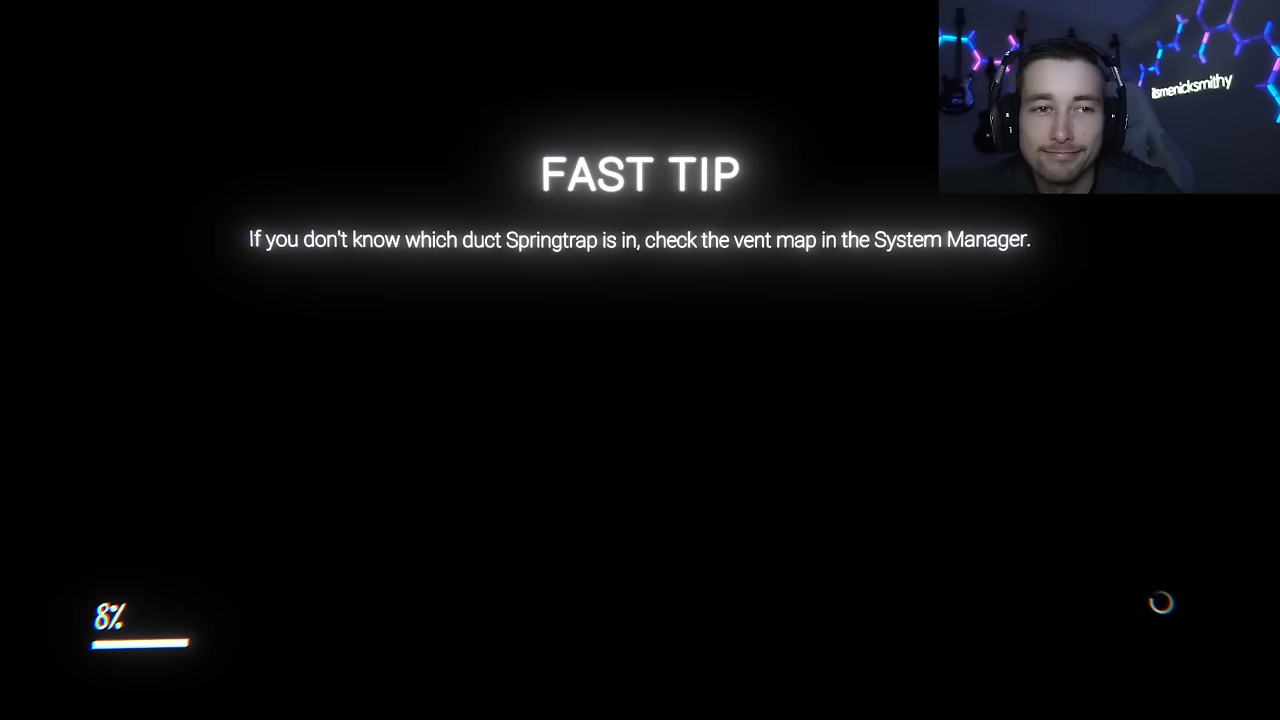 itsmenicksmithy
FAST TIP
If you don't know which duct Springtrap is in, check the vent map in the System Manager.
8%